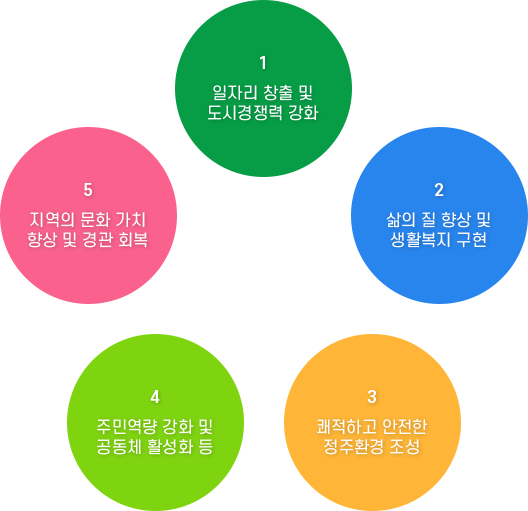 1
일자리 창출 및
도시경쟁력 강화
2
삶의 질 향상 및
생활복지 구현
3
쾌적하고 안전한
정주환경 조성
4
주민역량 강화 및
공동체 활성화 등
5
지역의 문화 가치
향상 및 경관 회복